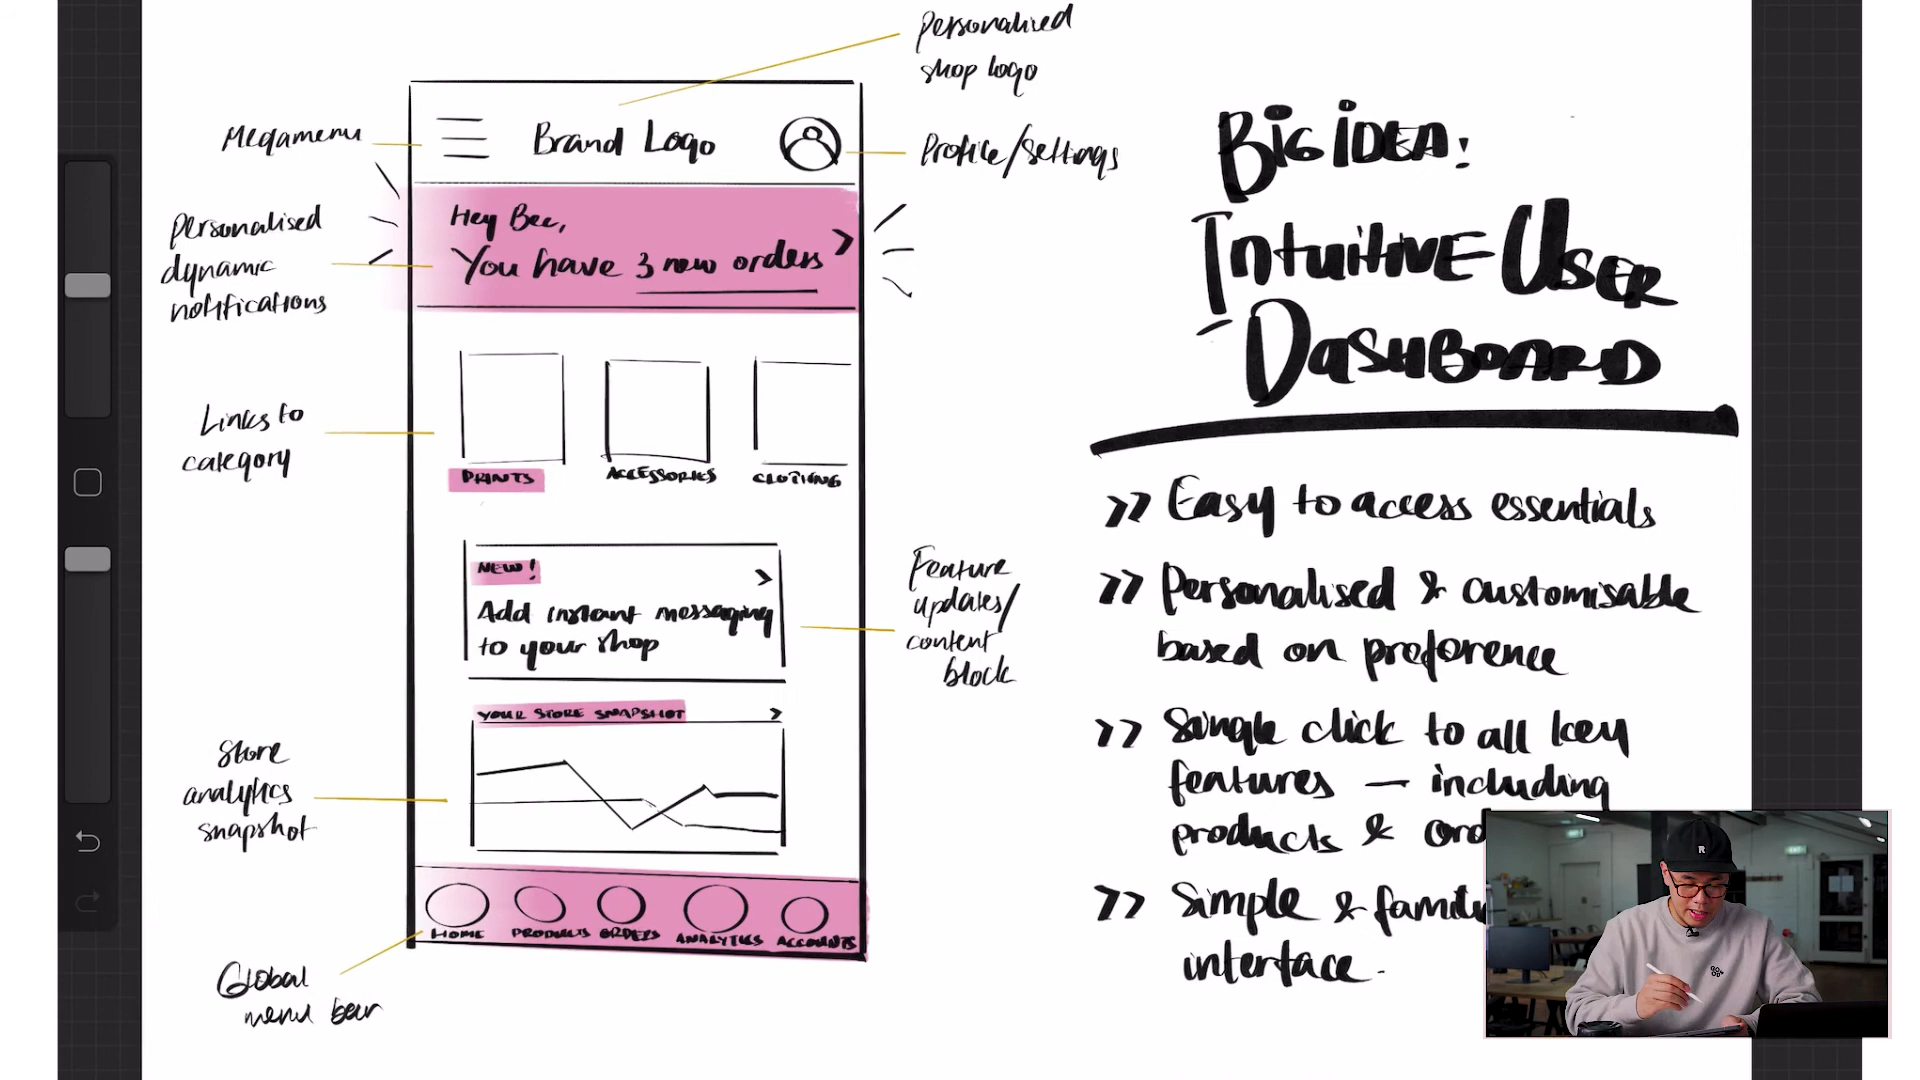 Personalised
shop logo
Megamenu
Brand Logo
Profile/Settings
Personalised
dynamic
notifications
Hey Bee,
You have 3 new orders
Links to
category
PRINTS
ACCESSORIES
CLOTHING
NEW!
Add instant messaging
to your shop
Feature
updates/
content
block
YOUR STORE SNAPSHOT
Store
analytics
snapshot
HOME
PRODUCTS
ORDERS
ANALYTICS
ACCOUNTS
Global
menu bar
BIG IDEA:
INTUITIVE USER
DASHBOARD
>> Easy to access essentials
>> Personalised & customisable
based on preference
>> Single click to all key
features — including
products & ord
>> Simple & famil
interface.
R